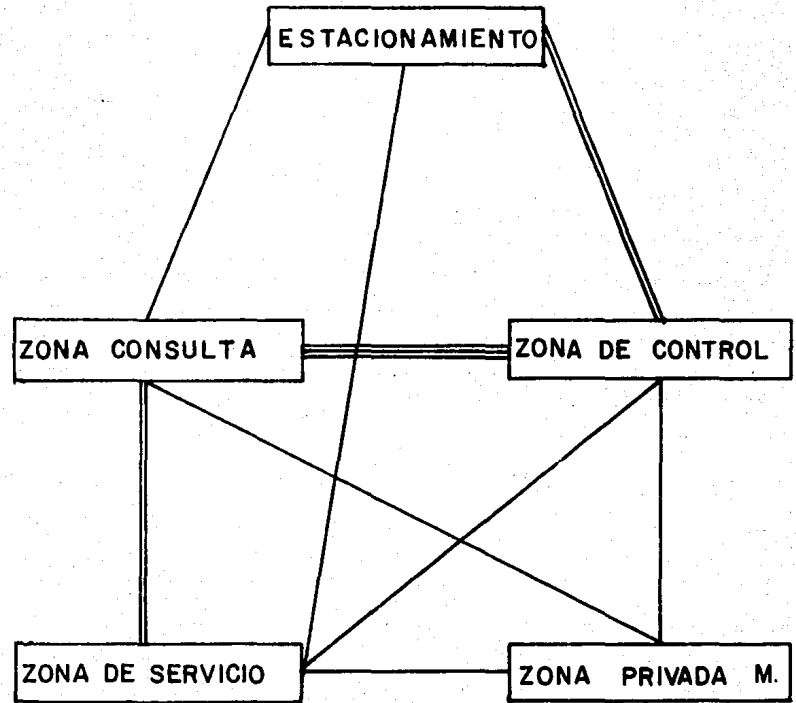 ESTACIONAMIENTO
ZONA CONSULTA
ZONA DE CONTROL
ZONA DE SERVICIO
ZONA PRIVADA M.